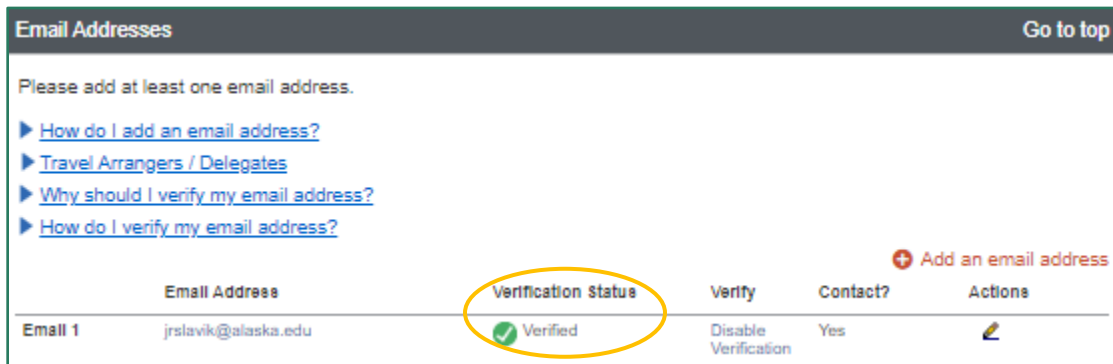 Email Addresses Go to top
Please add at least one email address.
How do I add an email address?
Travel Arrangers / Delegates
Why should I verify my email address?
How do I verify my email address?
Add an email address
Email Address Verification Status Verify Contact? Actions
Email 1 jrslavik@alaska.edu Verified Disable Yes
Verification